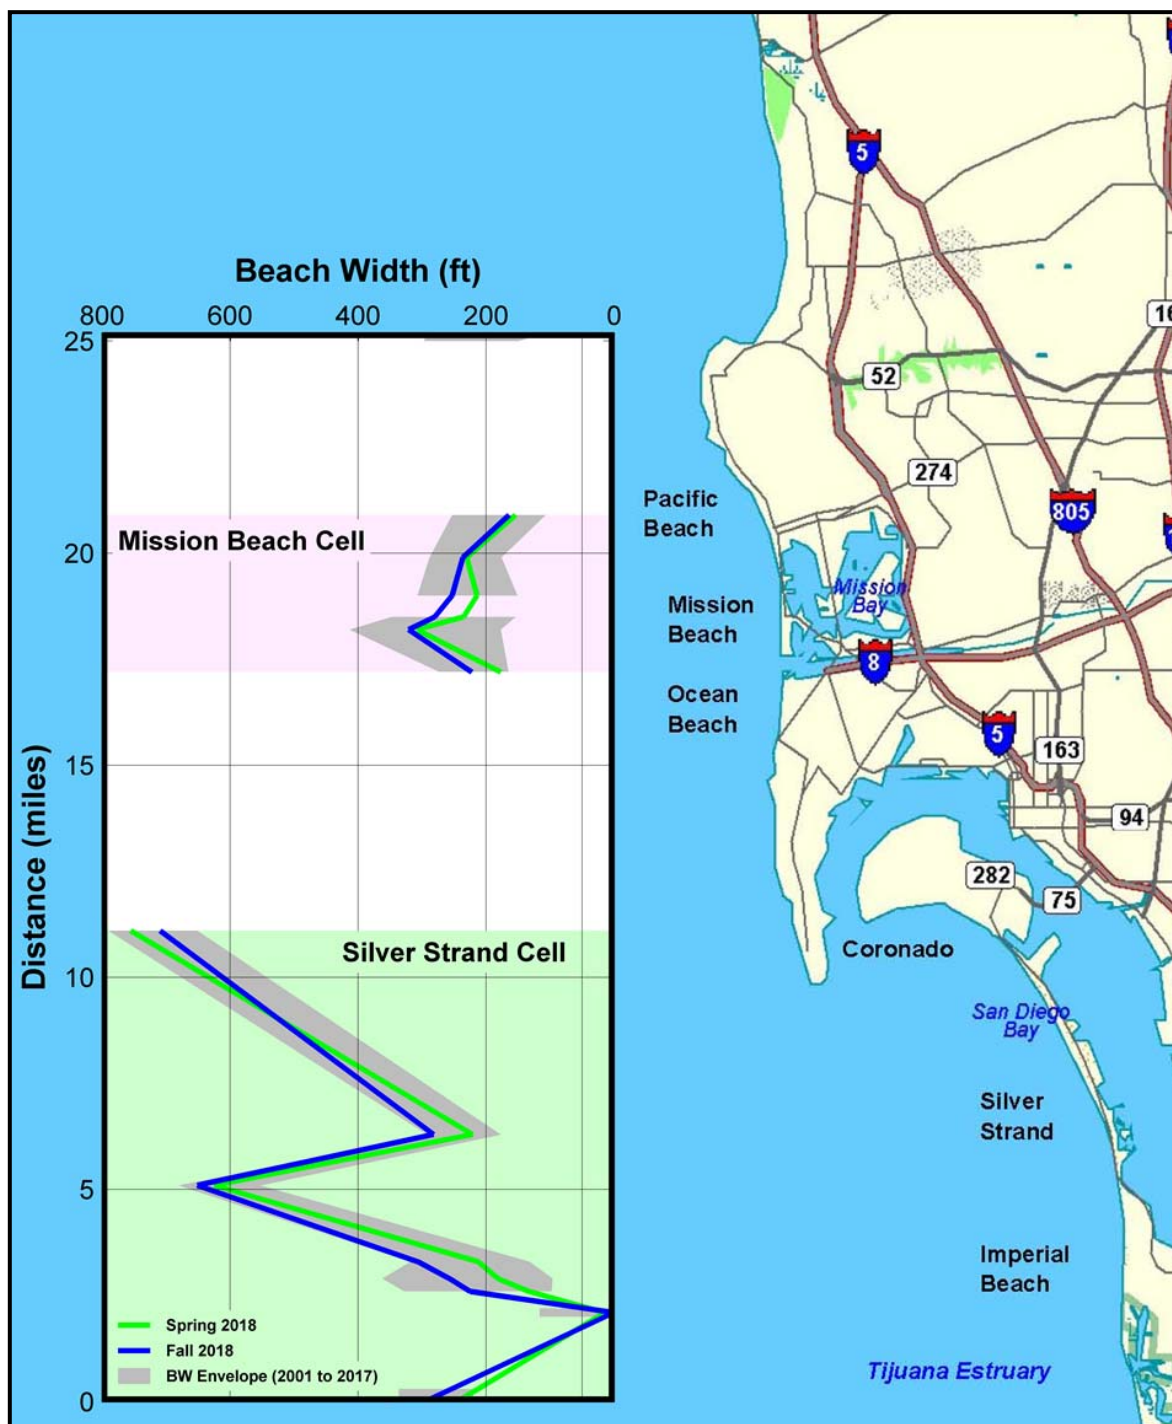 5
16
52
274
805
Pacific
Beach
Mission
Bay
Mission
Beach
8
Ocean
Beach
5
163
94
282
75
Coronado
San Diego
Bay
Silver
Strand
Imperial
Beach
Tijuana Estruary
Beach Width (ft)
800 600 400 200 0
25
20
15
10
5
0
Distance (miles)
Mission Beach Cell
Silver Strand Cell
Spring 2018
Fall 2018
BW Envelope (2001 to 2017)